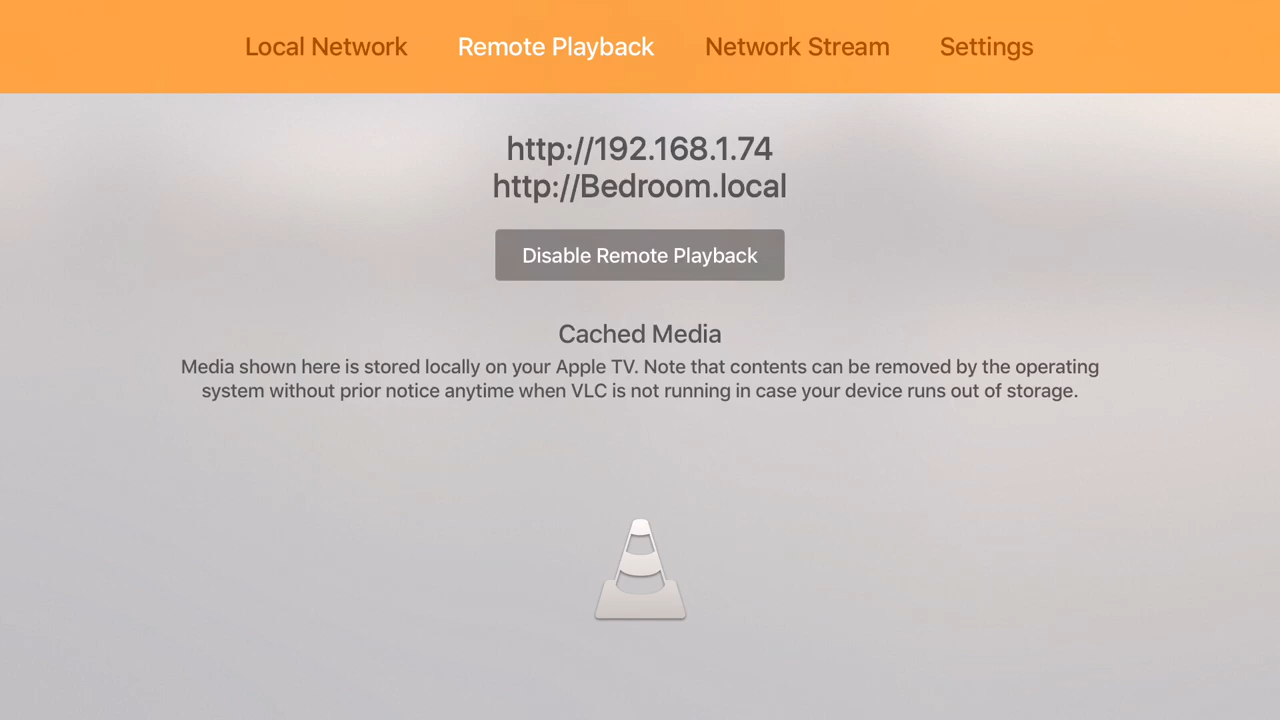 Local Network Remote Playback Network Stream Settings
http://192.168.1.74
http://Bedroom.local
Disable Remote Playback
Cached Media
Media shown here is stored locally on your Apple TV. Note that contents can be removed by the operating
system without prior notice anytime when VLC is not running in case your device runs out of storage.